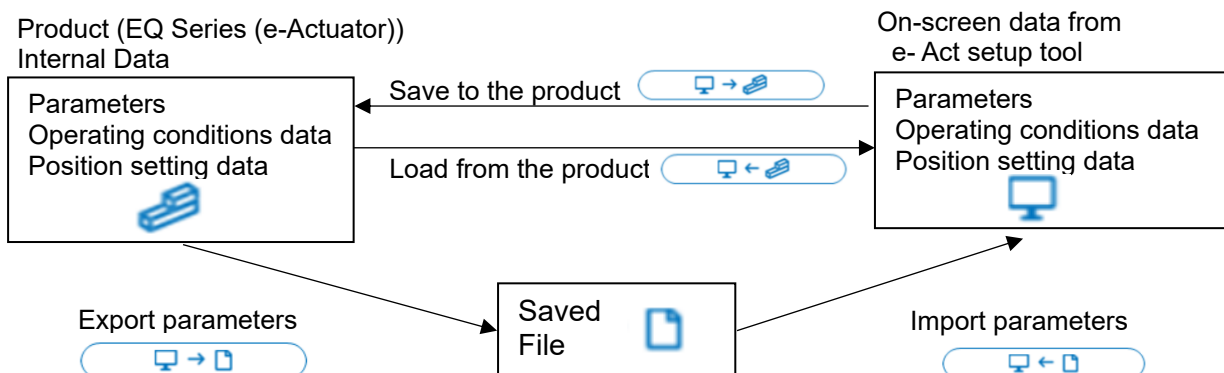 Product (EQ Series (e-Actuator))
Internal Data
On-screen data from
e- Act setup tool
Parameters
Operating conditions data
Position setting data
Save to the product
Load from the product
Parameters
Operating conditions data
Position setting data
Export parameters
Saved
File
Import parameters